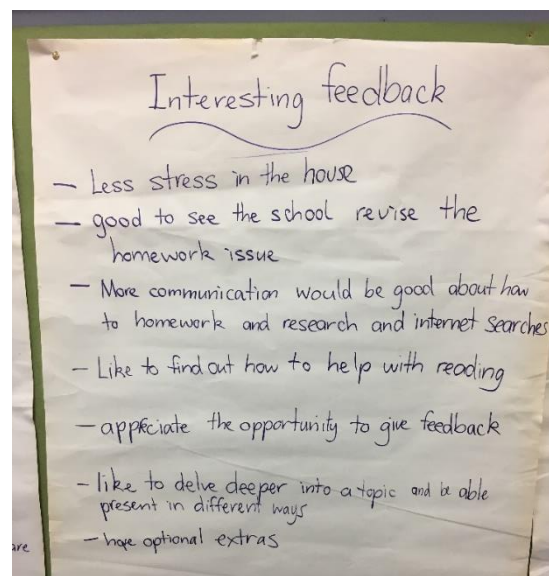 Interesting feedback
— Less stress in the house
— good to see the school revise the
homework issue
— More communication would be good about how
to homework and research and internet searches
— Like to find out how to help with reading
— appreciate the opportunity to give feedback
— like to delve deeper into a topic and be able
present in different ways
— hope optional extras
are